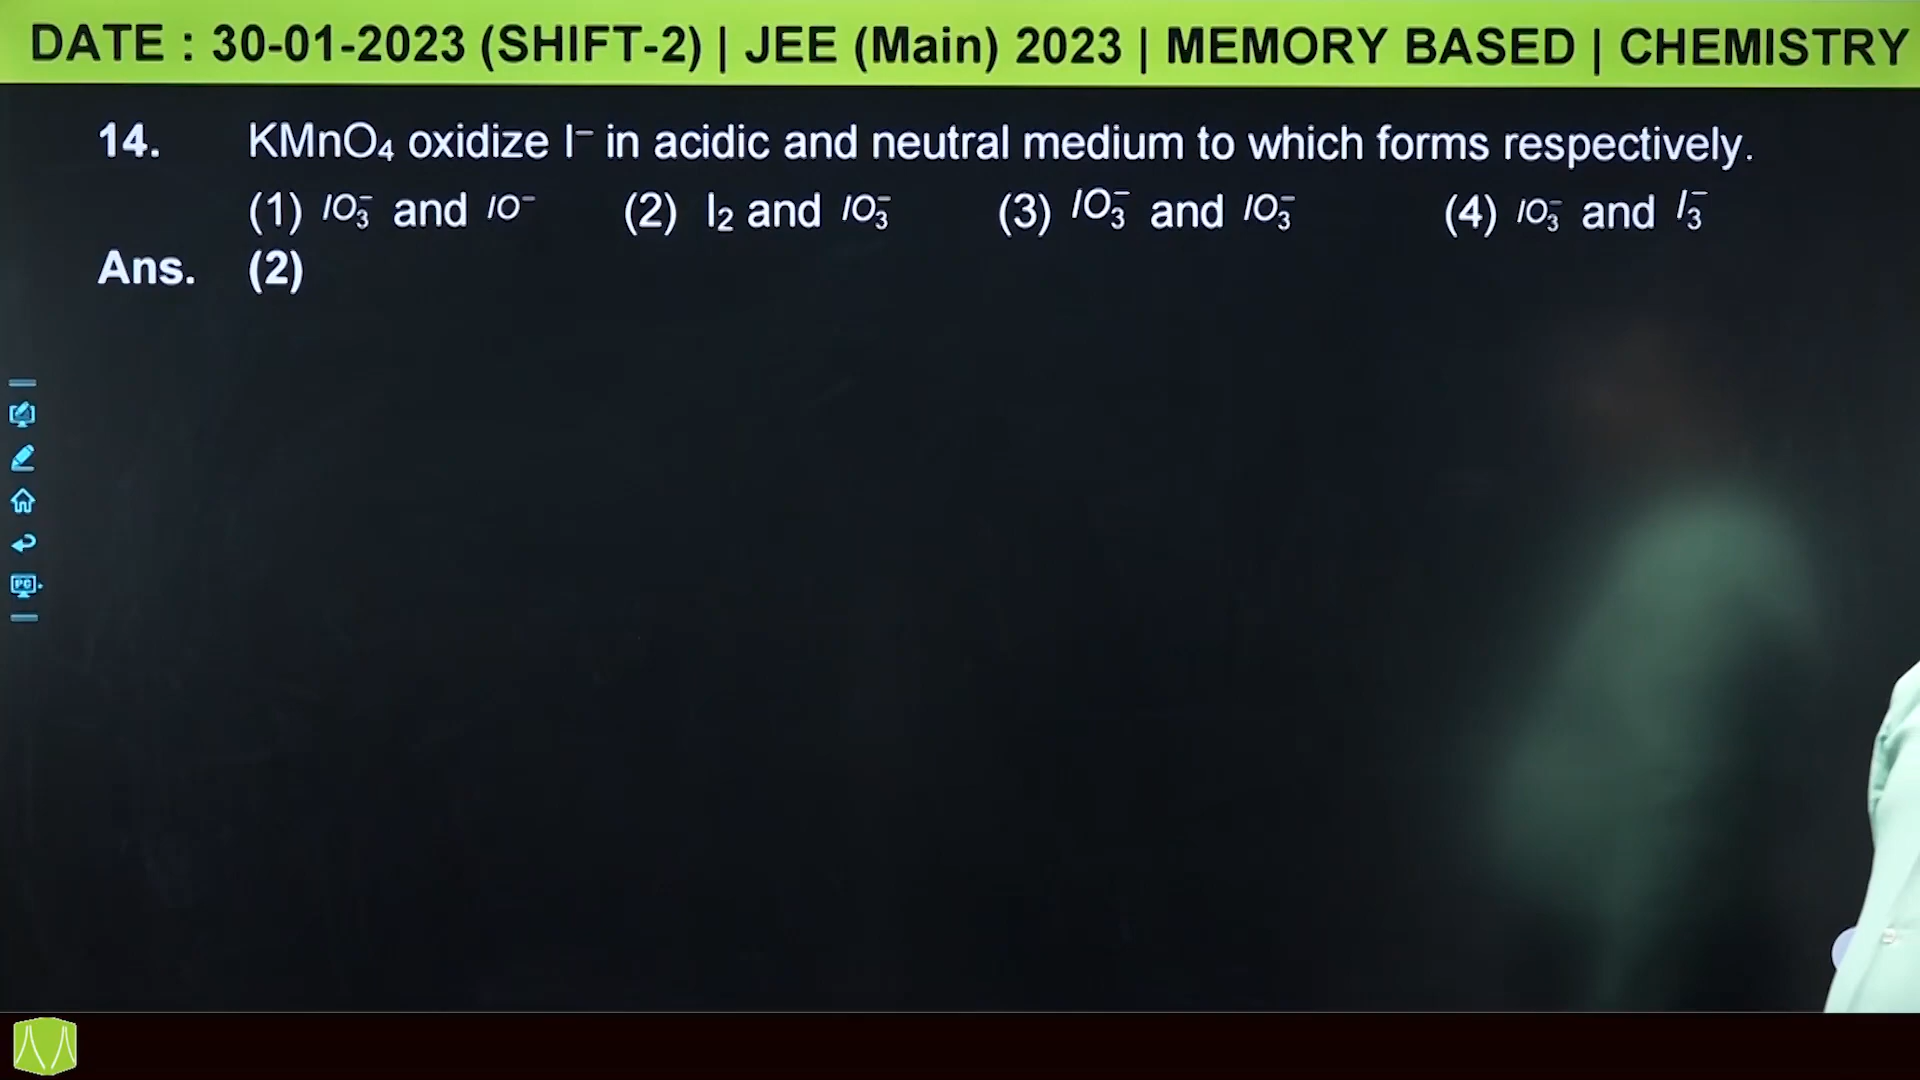 DATE : 30-01-2023 (SHIFT-2) | JEE (Main) 2023 | MEMORY BASED | CHEMISTRY
14. KMnO₄ oxidize I⁻ in acidic and neutral medium to which forms respectively.
(1) IO₃⁻ and IO⁻ (2) I₂ and IO₃⁻ (3) IO₃⁻ and IO₃⁻ (4) IO₃⁻ and I₃⁻
Ans. (2)
PC